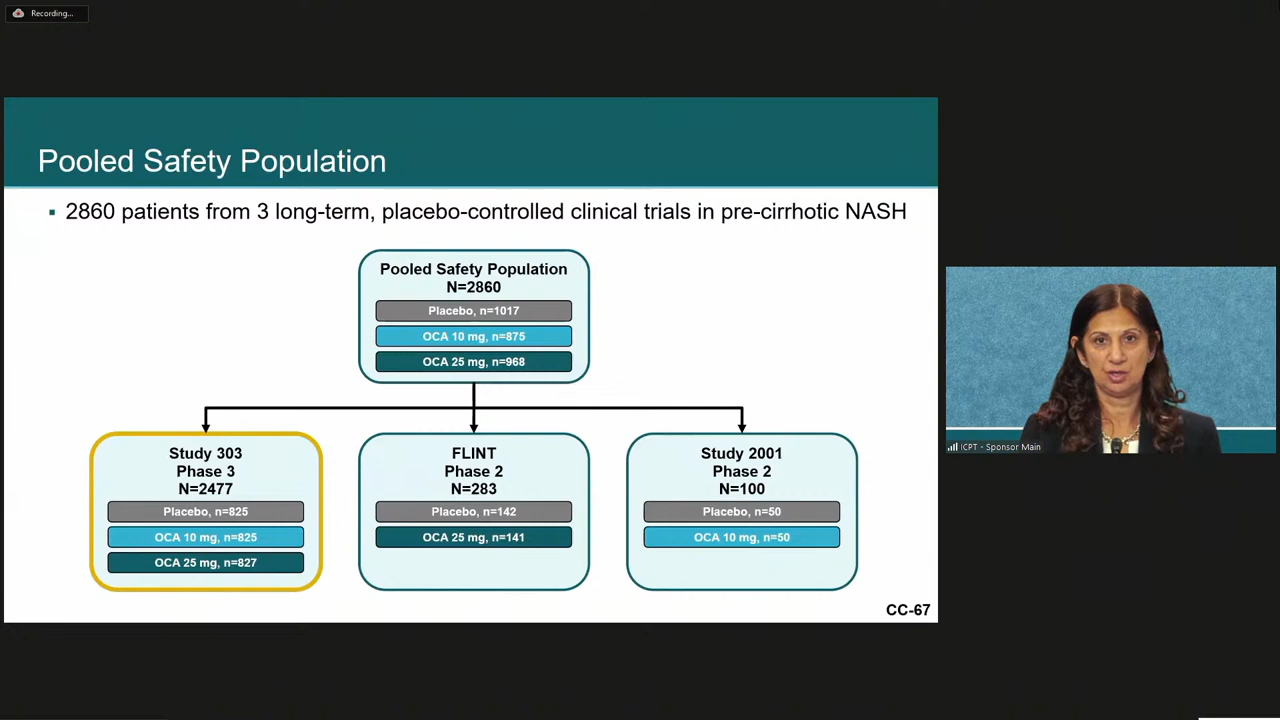 Recording...
Pooled Safety Population
▪ 2860 patients from 3 long-term, placebo-controlled clinical trials in pre-cirrhotic NASH
Pooled Safety Population
N=2860
Placebo, n=1017
OCA 10 mg, n=875
OCA 25 mg, n=968
Study 303
Phase 3
N=2477
Placebo, n=825
OCA 10 mg, n=825
OCA 25 mg, n=827
FLINT
Phase 2
N=283
Placebo, n=142
OCA 25 mg, n=141
Study 2001
Phase 2
N=100
Placebo, n=50
OCA 10 mg, n=50
CC-67
ICPT - Sponsor Main